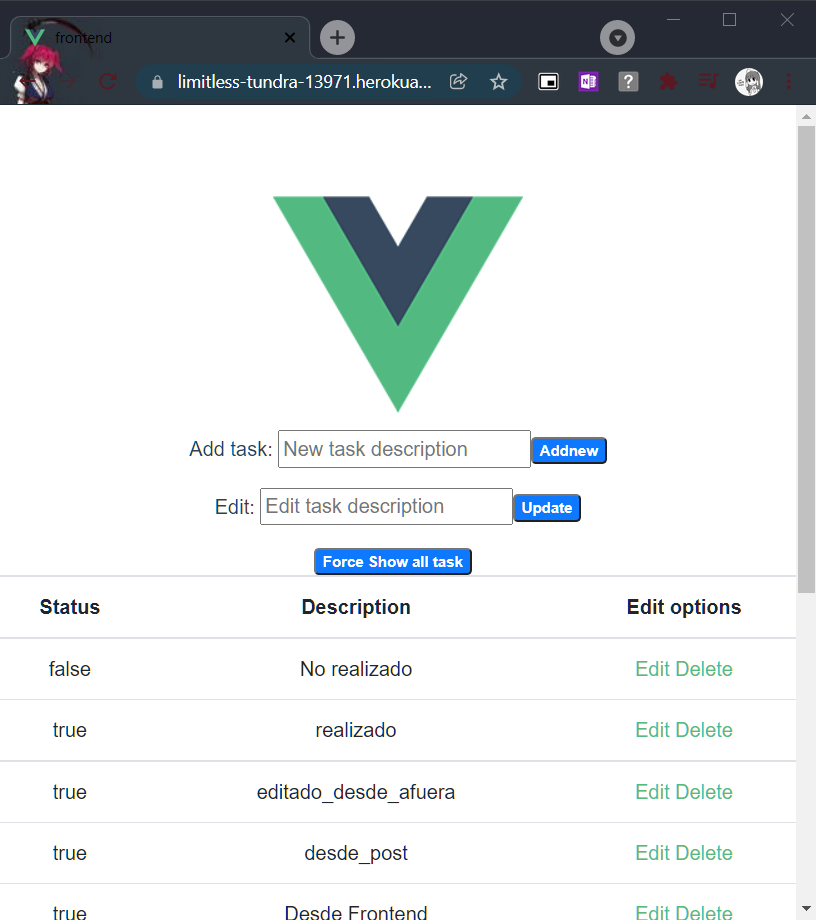 frontend
limitless-tundra-13971.herokua...
Add task: New task description Addnew
Edit: Edit task description Update
Force Show all task
Status Description Edit options
false No realizado Edit Delete
true realizado Edit Delete
true editado_desde_afuera Edit Delete
true desde_post Edit Delete
true Desde Frontend Edit Delete